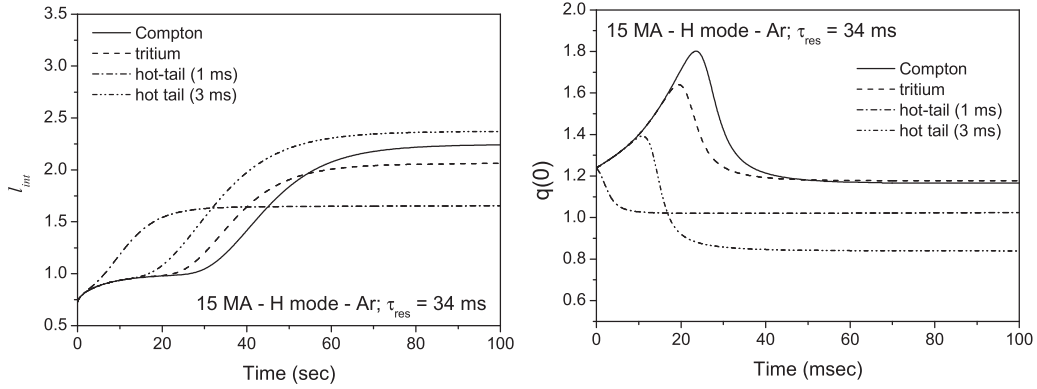 3.5
3.0
2.5
2.0
1.5
1.0
0.5
l_int
Compton
tritium
hot-tail (1 ms)
hot tail (3 ms)
15 MA - H mode - Ar; τ_res = 34 ms
0 20 40 60 80 100
Time (sec)
2.0
1.8
1.6
1.4
1.2
1.0
0.8
0.6
q(0)
15 MA - H mode - Ar; τ_res = 34 ms
Compton
tritium
hot-tail (1 ms)
hot tail (3 ms)
0 20 40 60 80 100
Time (msec)